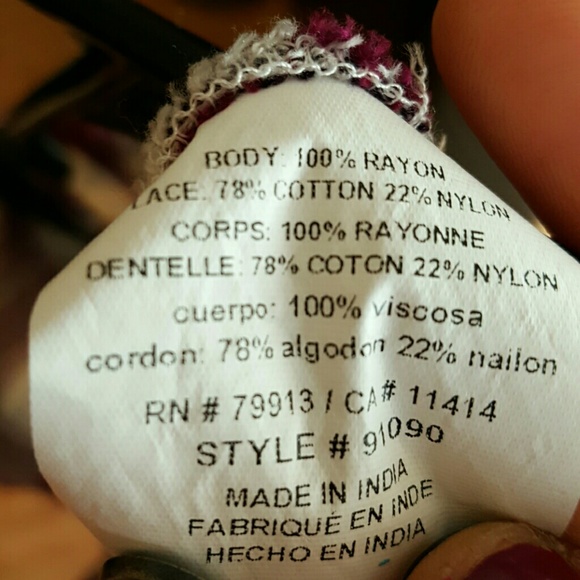 BODY: 100% RAYON
LACE: 78% COTTON 22% NYLON
CORPS: 100% RAYONNE
DENTELLE: 78% COTON 22% NYLON
cuerpo: 100% viscosa
cordon: 78% algodon 22% nailon
RN # 79913 / CA# 11414
STYLE # 91090
MADE IN INDIA
FABRIQUÉ EN INDE
HECHO EN INDIA